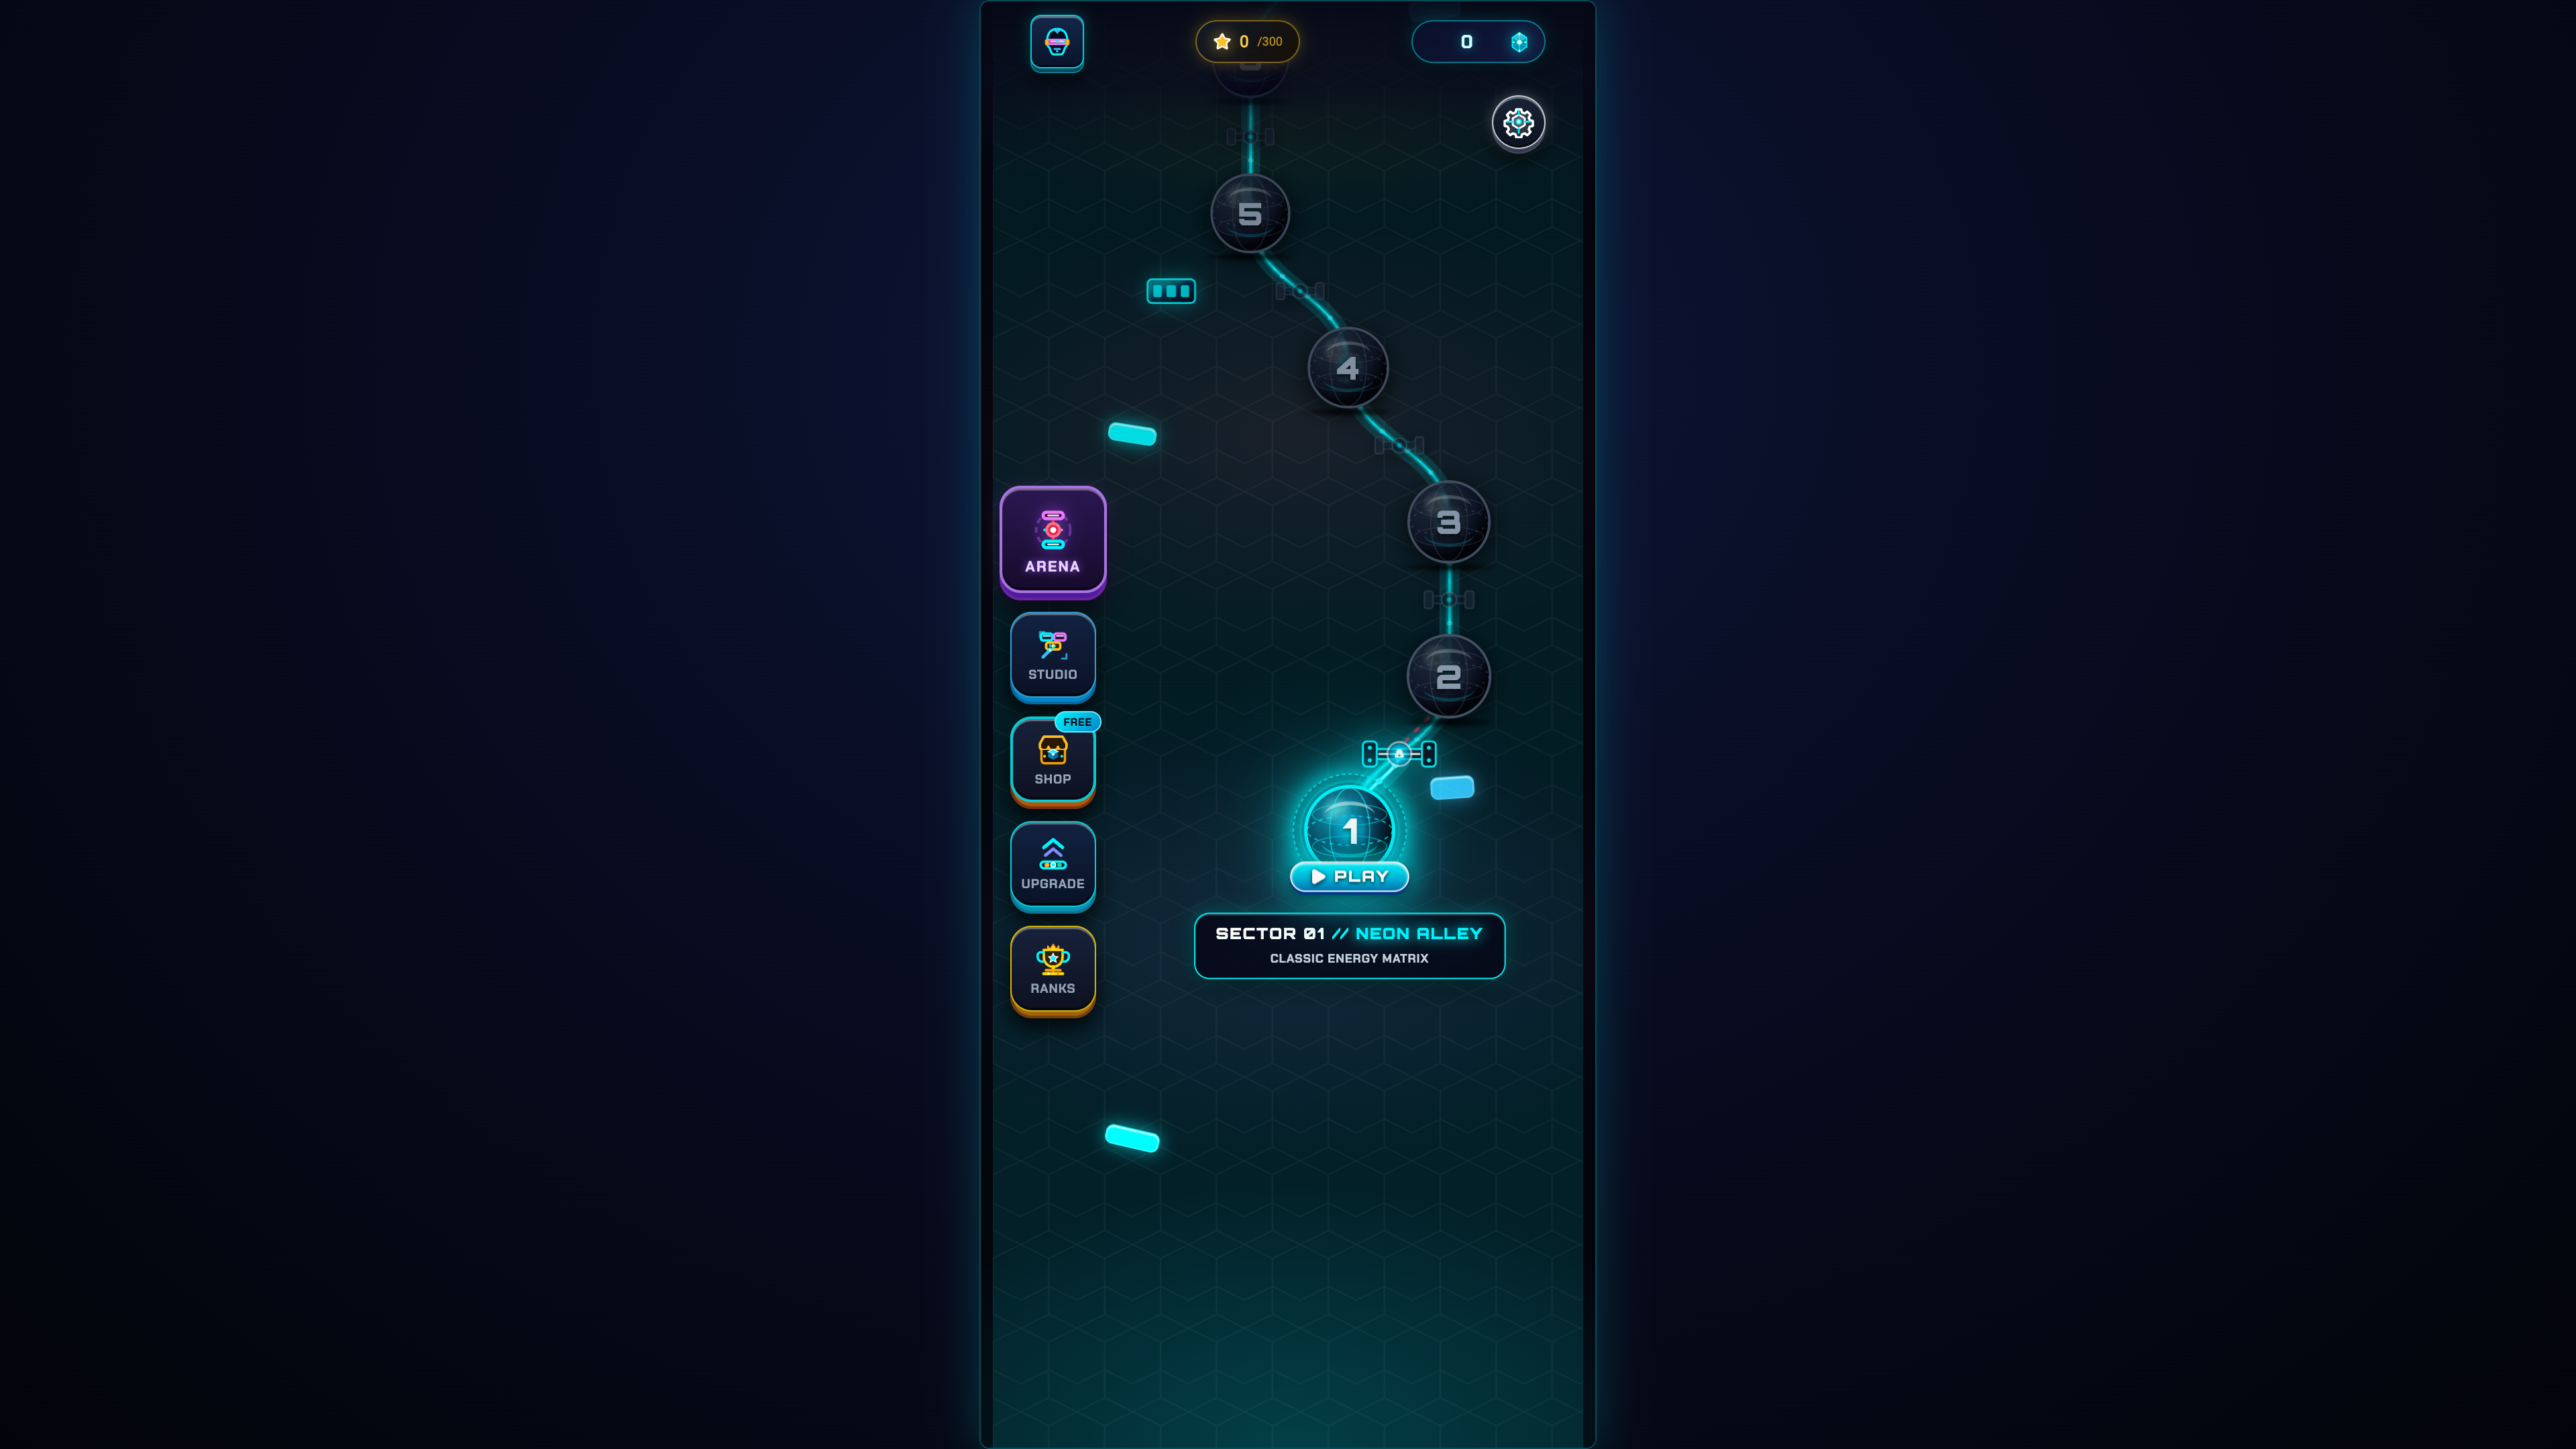 0 /300
0
5
4
3
ARENA
2
STUDIO
FREE
SHOP
1
PLAY
UPGRADE
SECTOR 01 // NEON ALLEY
CLASSIC ENERGY MATRIX
RANKS